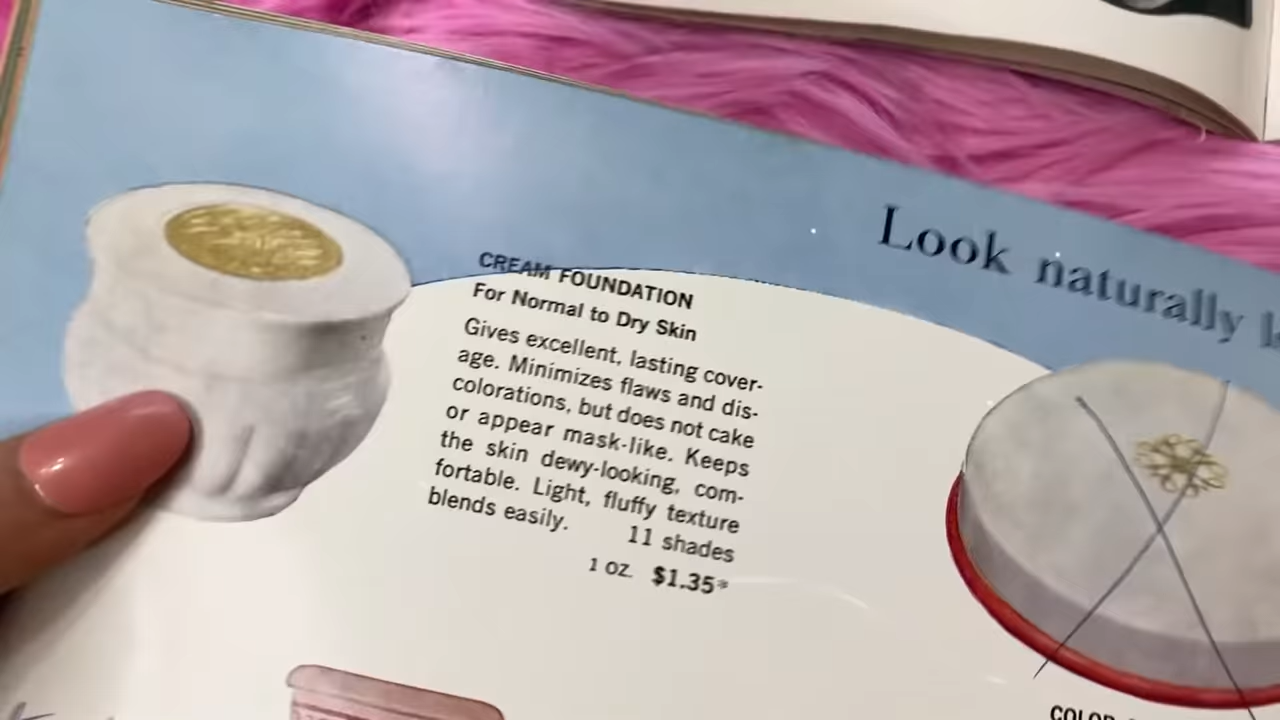 Look naturally
CREAM FOUNDATION
For Normal to Dry Skin
Gives excellent, lasting cover-
age. Minimizes flaws and dis-
colorations, but does not cake
or appear mask-like. Keeps
the skin dewy-looking, com-
fortable. Light, fluffy texture
blends easily.
11 shades
1 OZ. $1.35*
COLOR